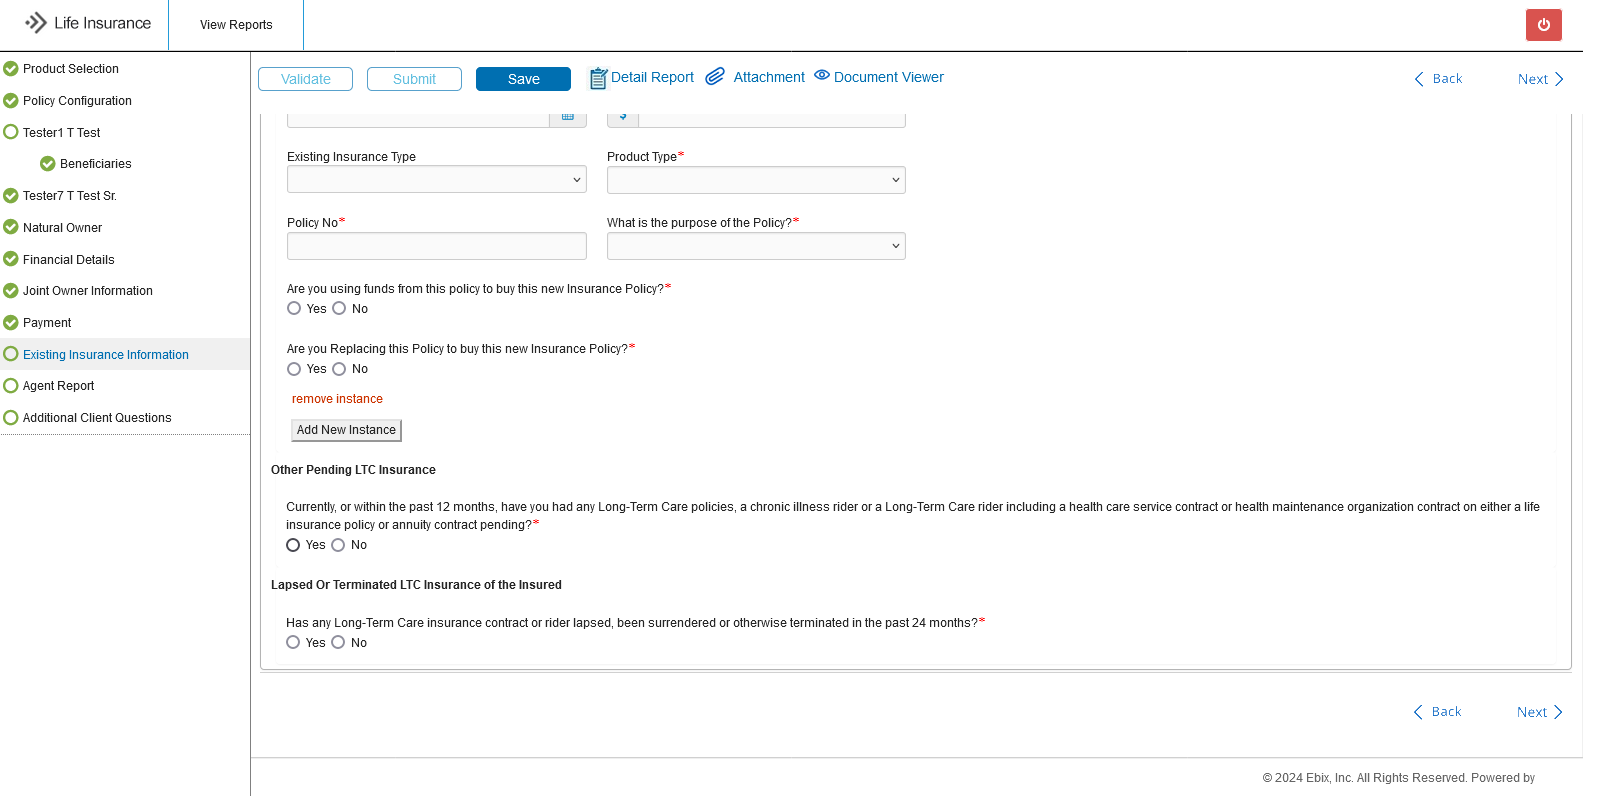 Life Insurance
View Reports
Product Selection
Policy Configuration
Tester1 T Test
Beneficiaries
Tester7 T Test Sr.
Natural Owner
Financial Details
Joint Owner Information
Payment
Existing Insurance Information
Agent Report
Additional Client Questions
Validate
Submit
Save
Detail Report
Attachment
Document Viewer
Back
Next
$
Existing Insurance Type
Product Type*
Policy No*
What is the purpose of the Policy?*
Are you using funds from this policy to buy this new Insurance Policy?*
Yes No
Are you Replacing this Policy to buy this new Insurance Policy?*
Yes No
remove instance
Add New Instance
Other Pending LTC Insurance
Currently, or within the past 12 months, have you had any Long-Term Care policies, a chronic illness rider or a Long-Term Care rider including a health care service contract or health maintenance organization contract on either a life
insurance policy or annuity contract pending?*
Yes No
Lapsed Or Terminated LTC Insurance of the Insured
Has any Long-Term Care insurance contract or rider lapsed, been surrendered or otherwise terminated in the past 24 months?*
Yes No
Back
Next
© 2024 Ebix, Inc. All Rights Reserved. Powered by